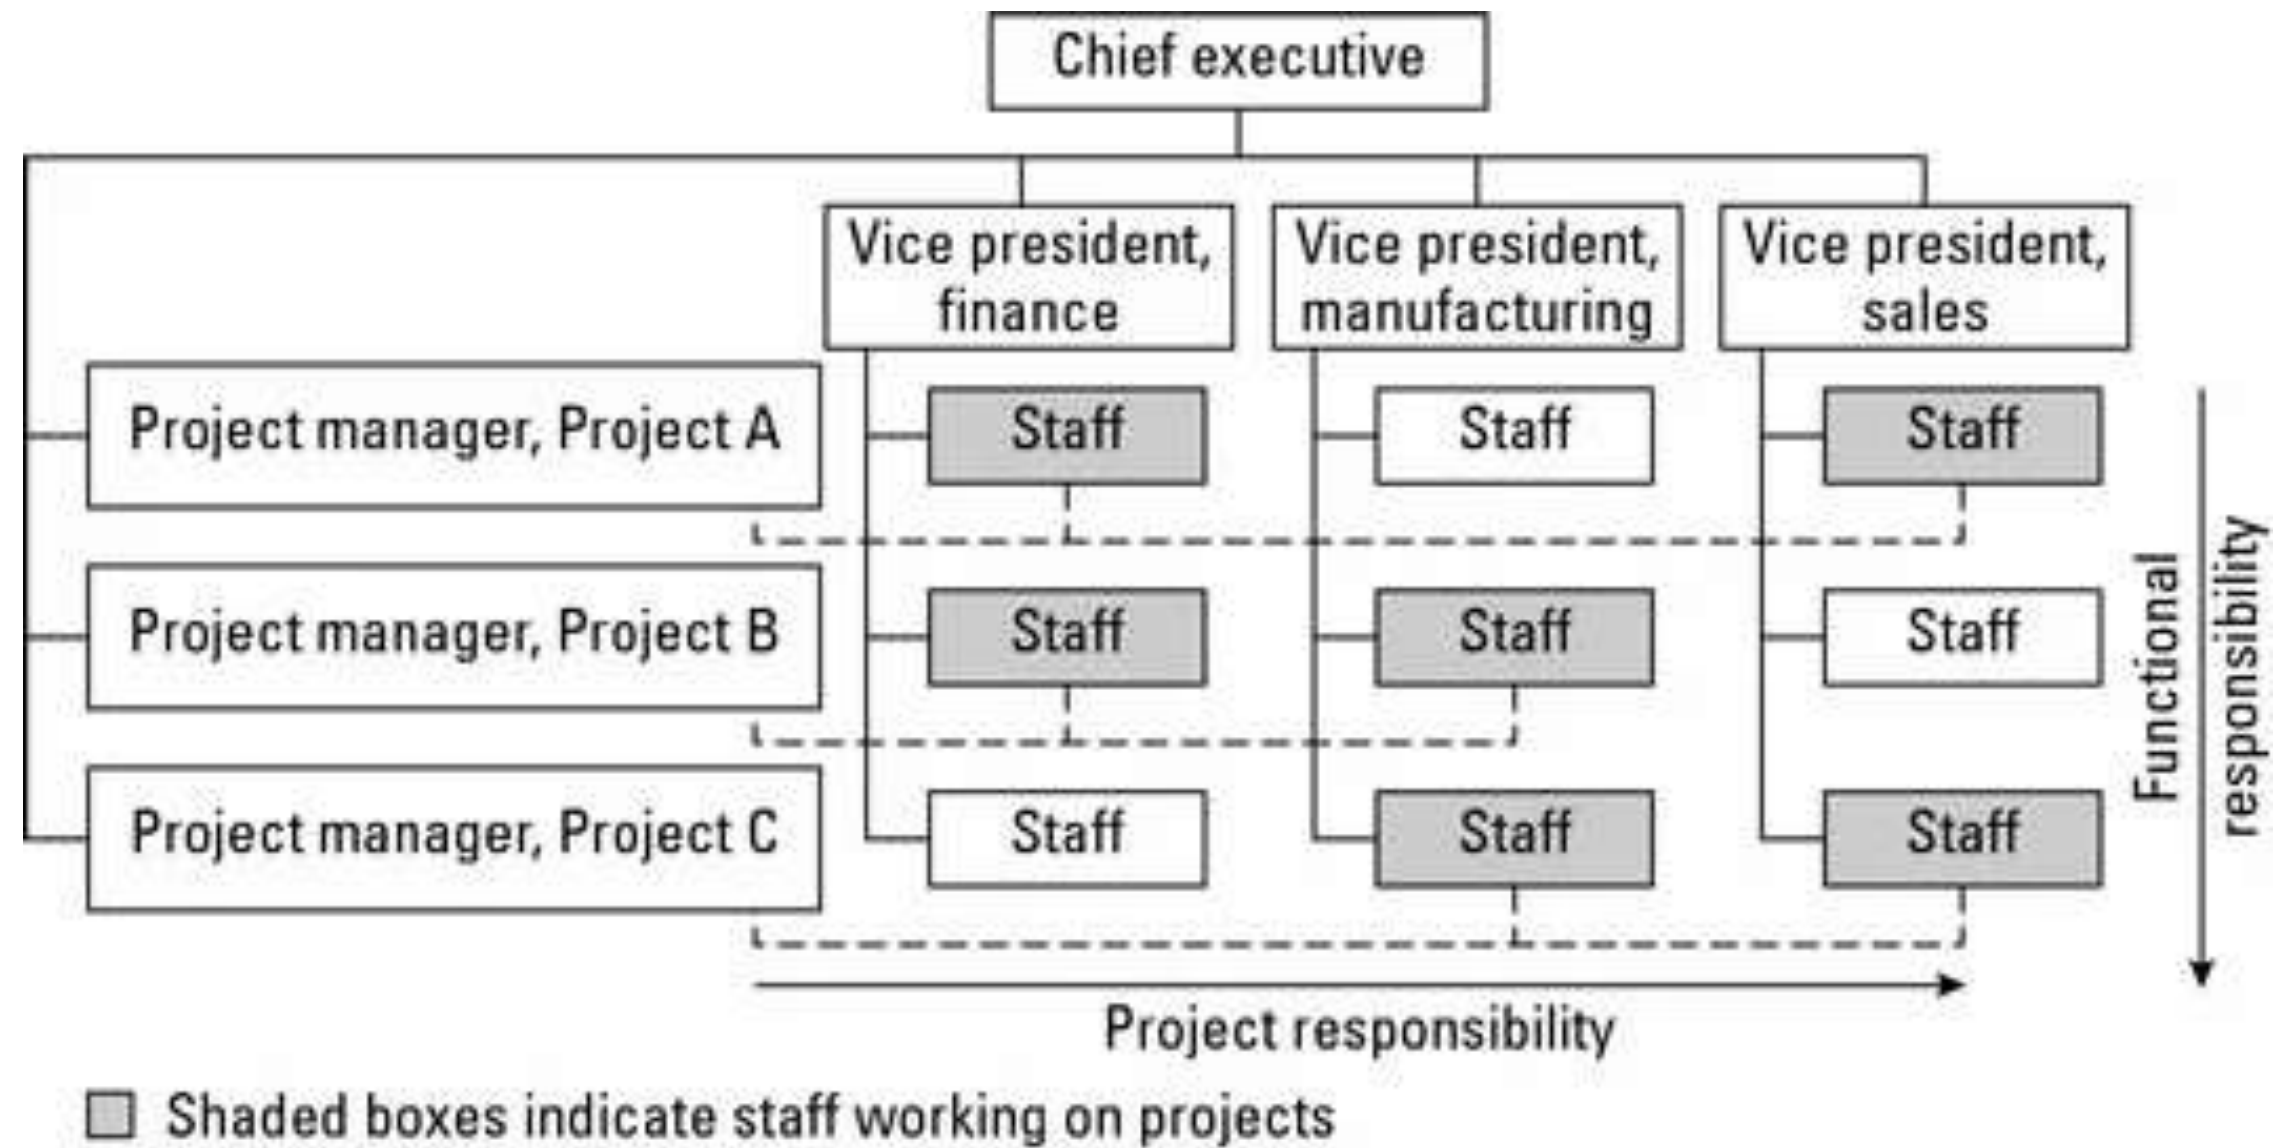 Chief executive
Vice president,
finance
Vice president,
manufacturing
Vice president,
sales
Project manager, Project A
Staff
Staff
Staff
Project manager, Project B
Staff
Staff
Staff
Project manager, Project C
Staff
Staff
Staff
Functional
responsibility
Project responsibility
Shaded boxes indicate staff working on projects